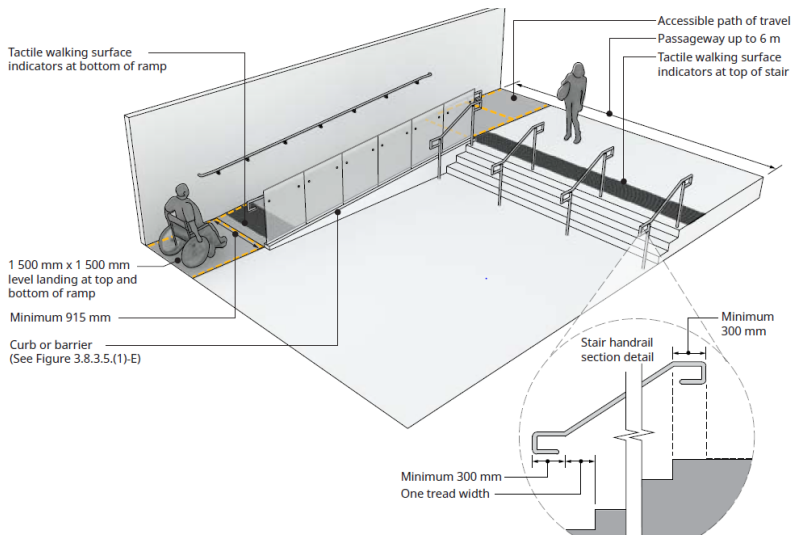 Accessible path of travel
Passageway up to 6 m
Tactile walking surface
indicators at top of stair
Tactile walking surface
indicators at bottom of ramp
1 500 mm x 1 500 mm
level landing at top and
bottom of ramp
Minimum 915 mm
Curb or barrier
(See Figure 3.8.3.5.(1)-E)
Stair handrail
section detail
Minimum
300 mm
Minimum 300 mm
One tread width